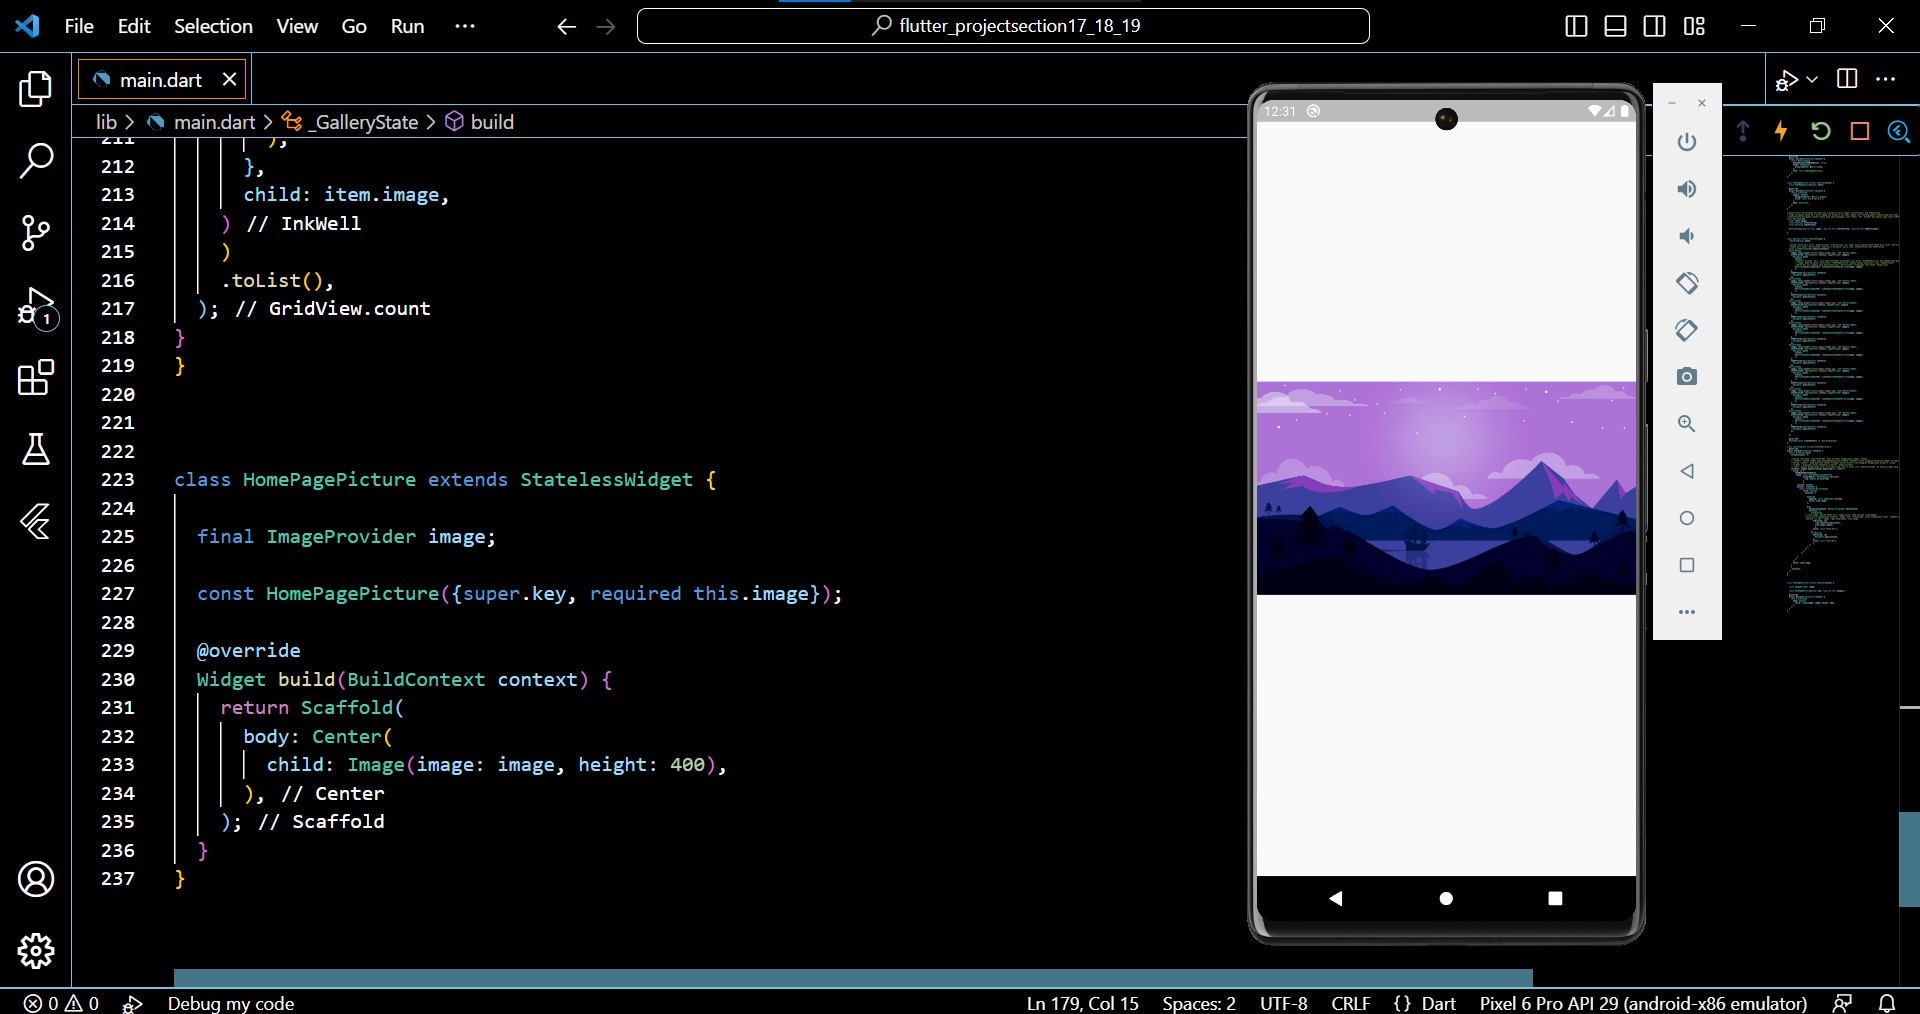 File Edit Selection View Go Run ···
flutter_projectsection17_18_19
main.dart
lib > main.dart > _GalleryState > build
211 ),
212 },
213 child: item.image,
214 ) // InkWell
215 )
216 .toList(),
217 ); // GridView.count
218 }
219 }
220
221
222
223 class HomePagePicture extends StatelessWidget {
224
225 final ImageProvider image;
226
227 const HomePagePicture({super.key, required this.image});
228
229 @override
230 Widget build(BuildContext context) {
231 return Scaffold(
232 body: Center(
233 child: Image(image: image, height: 400),
234 ), // Center
235 ); // Scaffold
236 }
237 }
12:31
1
0 0 Debug my code Ln 179, Col 15 Spaces: 2 UTF-8 CRLF {} Dart Pixel 6 Pro API 29 (android-x86 emulator)